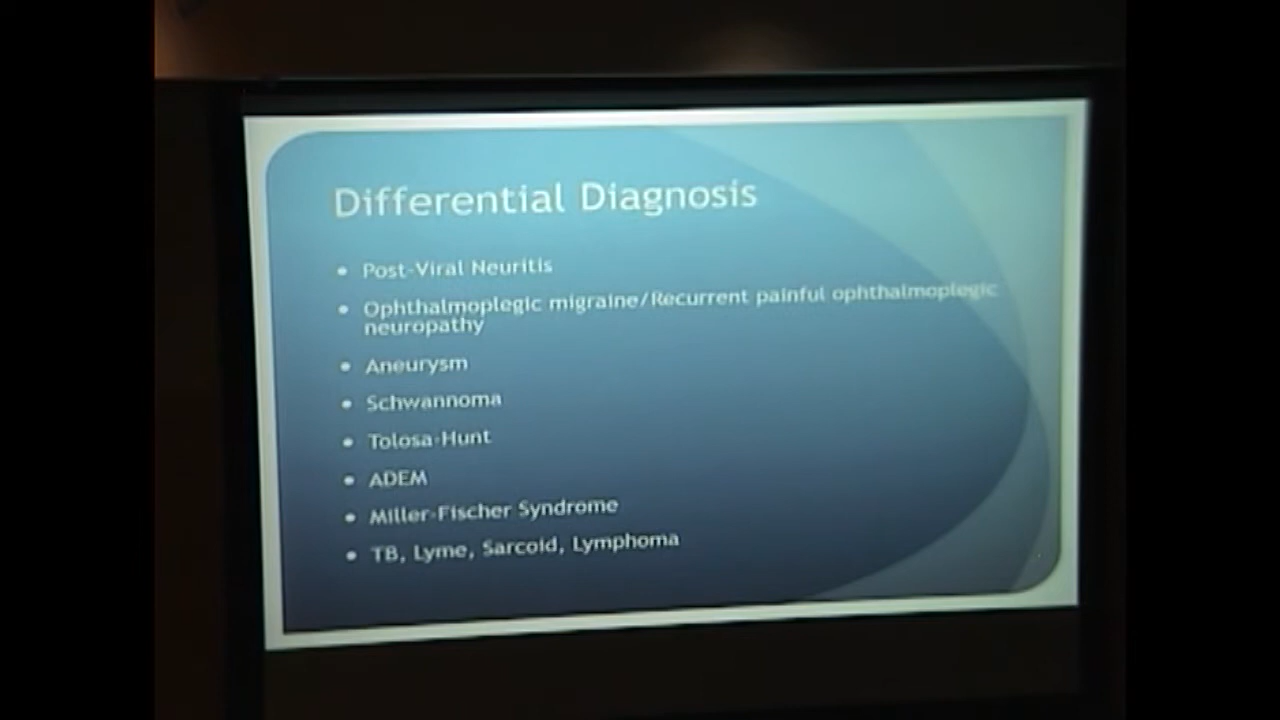 Differential Diagnosis
• Post-Viral Neuritis
• Ophthalmoplegic migraine/Recurrent painful ophthalmoplegic
neuropathy
• Aneurysm
• Schwannoma
• Tolosa-Hunt
• ADEM
• Miller-Fischer Syndrome
• TB, Lyme, Sarcoid, Lymphoma